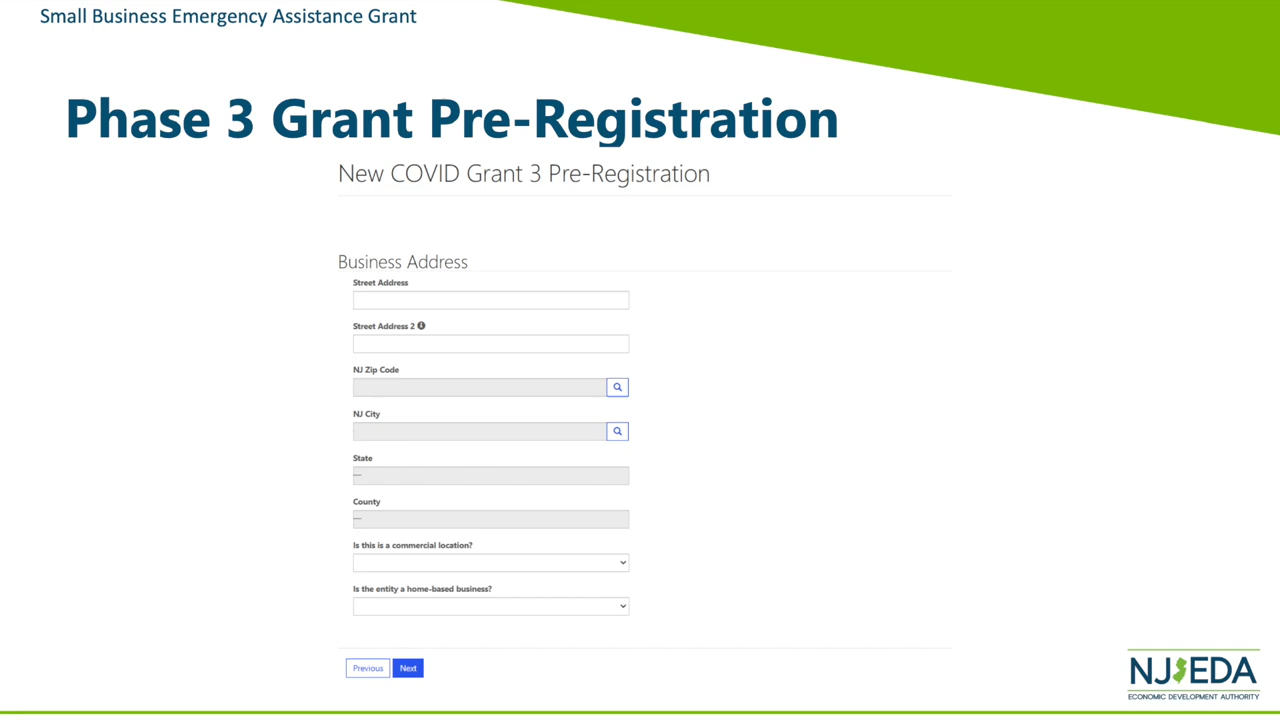 Small Business Emergency Assistance Grant
Phase 3 Grant Pre-Registration
New COVID Grant 3 Pre-Registration
Business Address
Street Address
Street Address 2
NJ Zip Code
NJ City
State
—
County
—
Is this is a commercial location?
Is the entity a home-based business?
Previous Next
NJ EDA
ECONOMIC DEVELOPMENT AUTHORITY